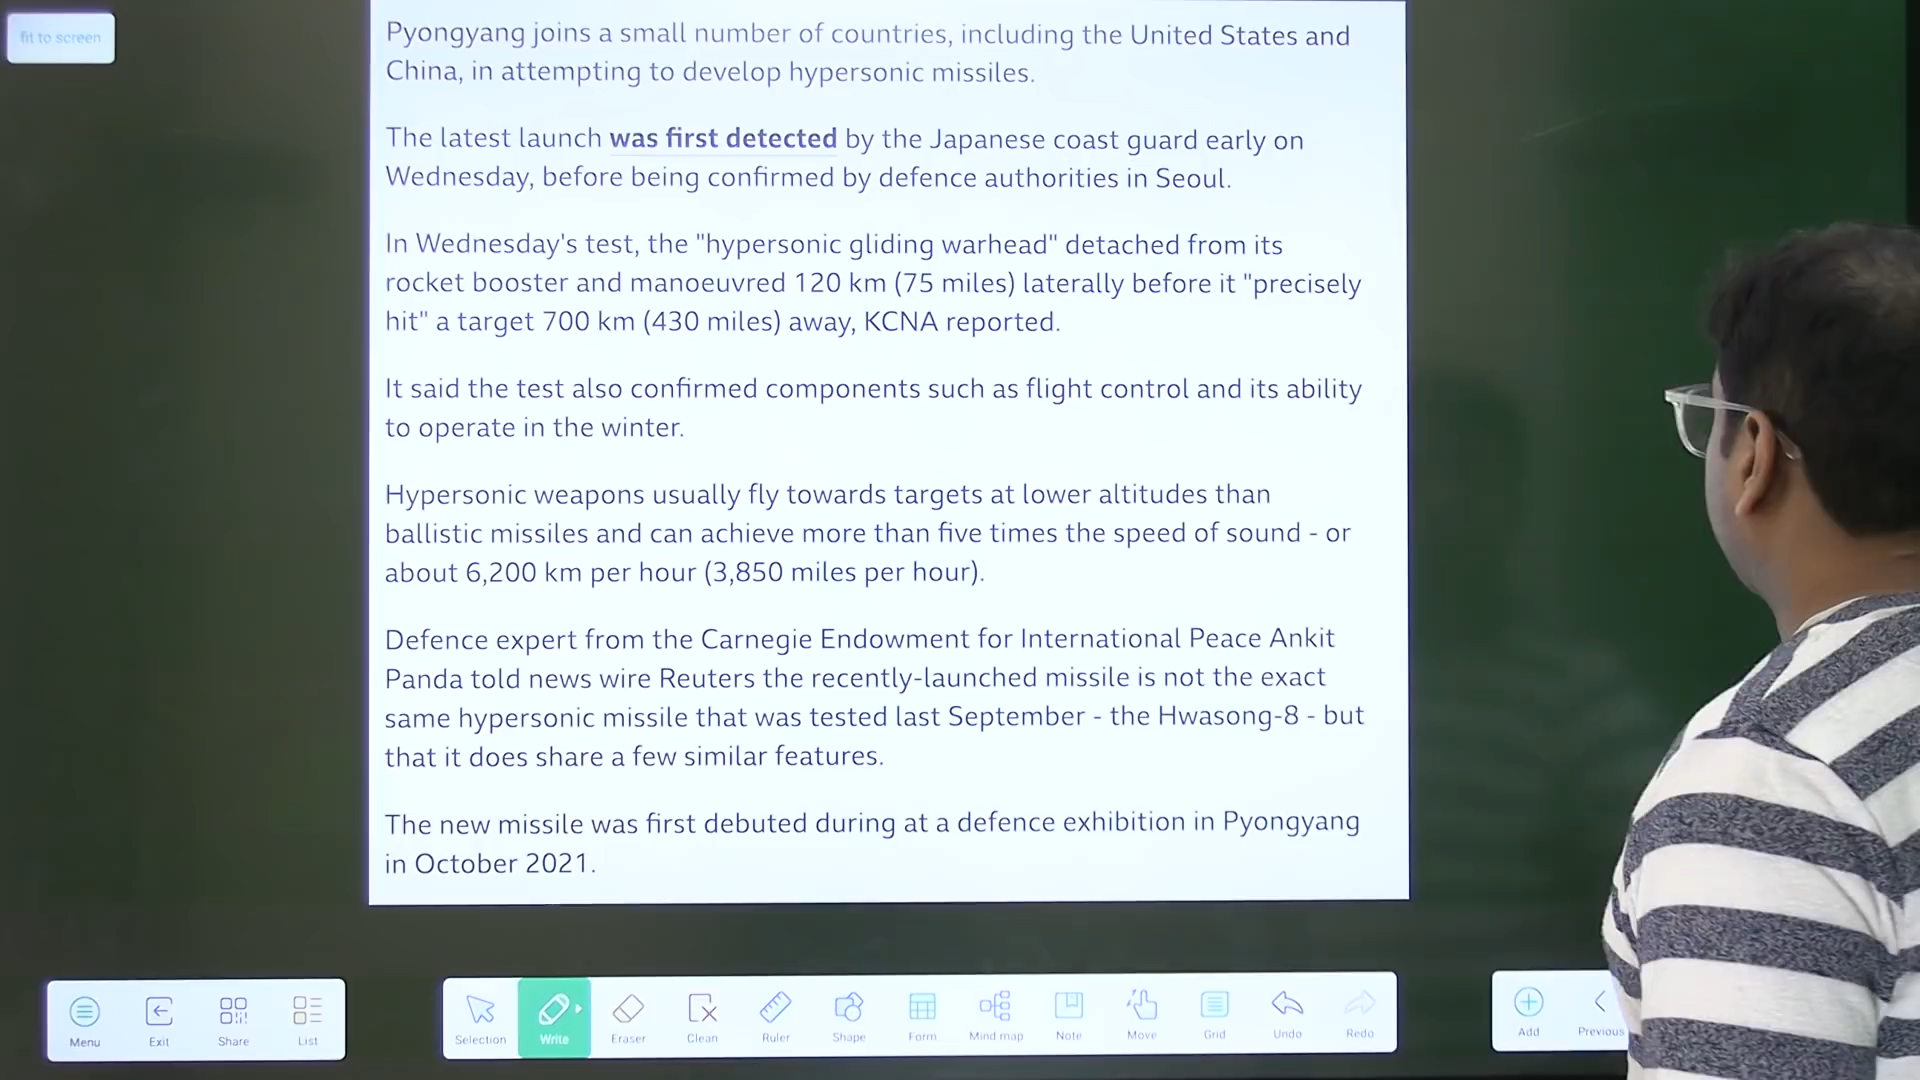 fit to screen
Pyongyang joins a small number of countries, including the United States and
China, in attempting to develop hypersonic missiles.
The latest launch was first detected by the Japanese coast guard early on
Wednesday, before being confirmed by defence authorities in Seoul.
In Wednesday's test, the "hypersonic gliding warhead" detached from its
rocket booster and manoeuvred 120 km (75 miles) laterally before it "precisely
hit" a target 700 km (430 miles) away, KCNA reported.
It said the test also confirmed components such as flight control and its ability
to operate in the winter.
Hypersonic weapons usually fly towards targets at lower altitudes than
ballistic missiles and can achieve more than five times the speed of sound - or
about 6,200 km per hour (3,850 miles per hour).
Defence expert from the Carnegie Endowment for International Peace Ankit
Panda told news wire Reuters the recently-launched missile is not the exact
same hypersonic missile that was tested last September - the Hwasong-8 - but
that it does share a few similar features.
The new missile was first debuted during at a defence exhibition in Pyongyang
in October 2021.
Menu Exit Share List Selection Write Eraser Clean Ruler Shape Form Mind map Note Move Grid Undo Redo Add Previous